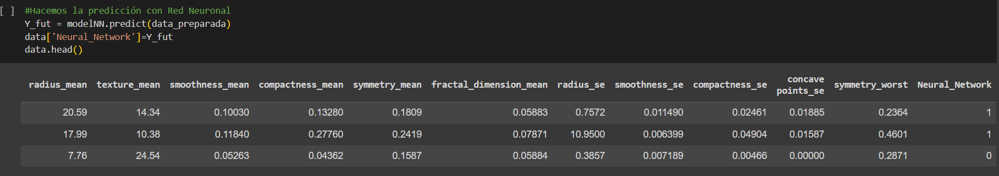 [ ] #Hacemos la predicción con Red Neuronal
Y_fut = modelNN.predict(data_preparada)
data['Neural_Network']=Y_fut
data.head()
radius_mean texture_mean smoothness_mean compactness_mean symmetry_mean fractal_dimension_mean radius_se smoothness_se compactness_se concave points_se symmetry_worst Neural_Network
20.59 14.34 0.10030 0.13280 0.1809 0.05883 0.7572 0.011490 0.02461 0.01885 0.2364 1
17.99 10.38 0.11840 0.27760 0.2419 0.07871 10.9500 0.006399 0.04904 0.01587 0.4601 1
7.76 24.54 0.05263 0.04362 0.1587 0.05884 0.3857 0.007189 0.00466 0.00000 0.2871 0